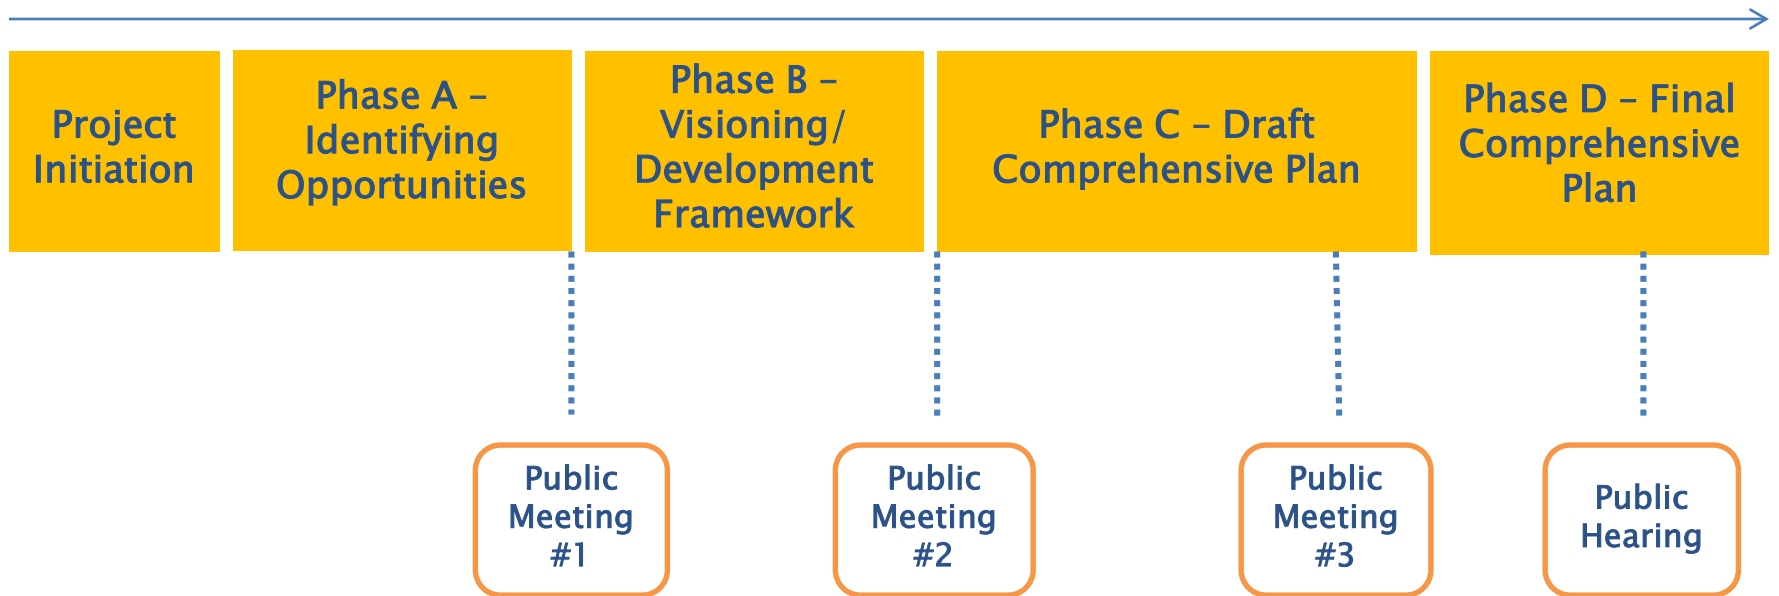 Project
Initiation
Phase A –
Identifying
Opportunities
Phase B –
Visioning/
Development
Framework
Phase C – Draft
Comprehensive Plan
Phase D – Final
Comprehensive
Plan
Public
Meeting
#1
Public
Meeting
#2
Public
Meeting
#3
Public
Hearing